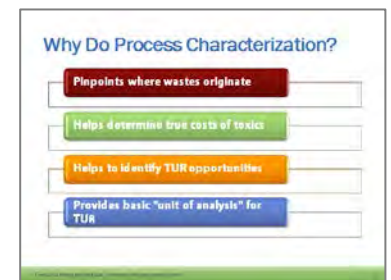 Why Do Process Characterization?
Pinpoints where wastes originate
Helps determine true costs of toxics
Helps to identify TUR opportunities
Provides basic "unit of analysis" for
TUR